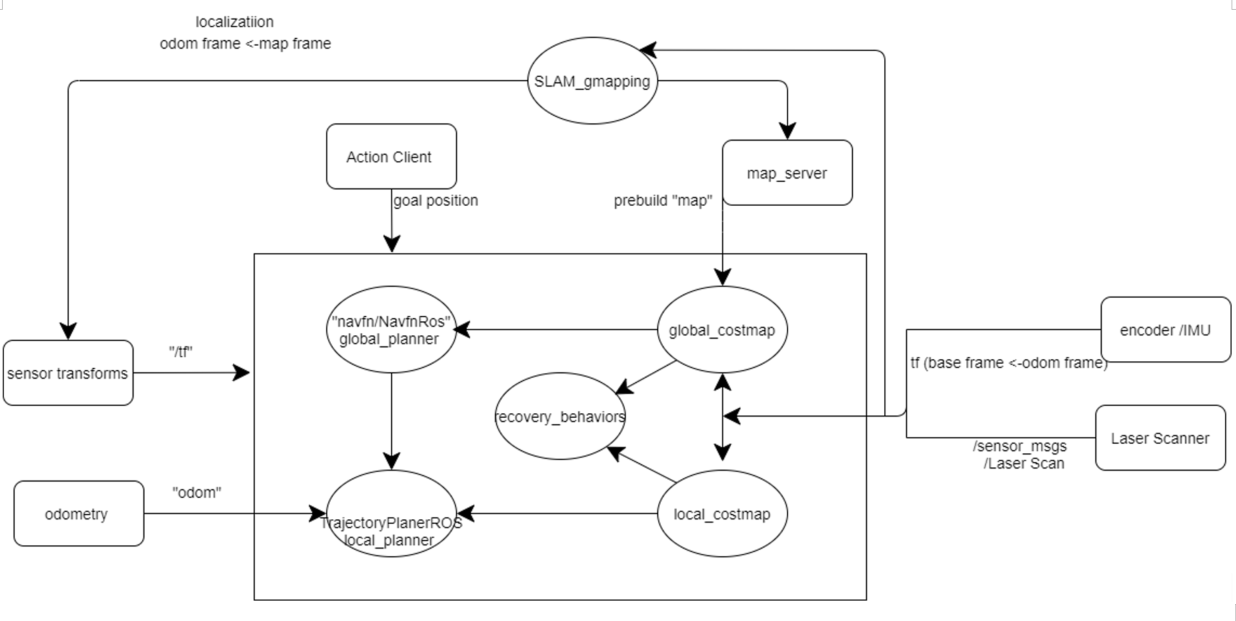 localizatiion
odom frame <-map frame
SLAM_gmapping
Action Client
map_server
goal position
prebuild "map"
"navfn/NavfnRos"
global_planner
global_costmap
encoder /IMU
"/tf"
sensor transforms
tf (base frame <-odom frame)
recovery_behaviors
Laser Scanner
/sensor_msgs
/Laser Scan
"odom"
odometry
TrajectoryPlanerROS
local_planner
local_costmap